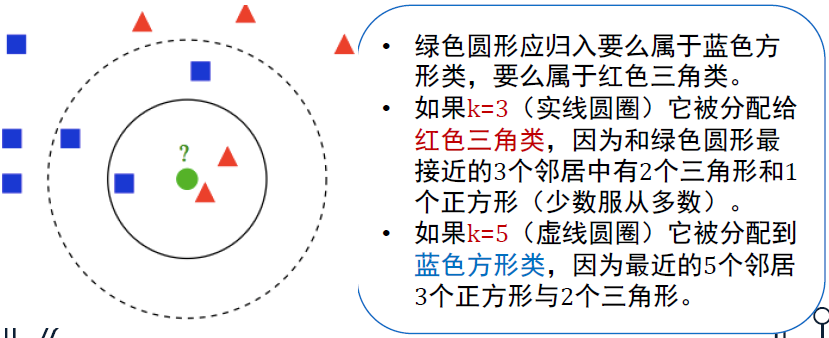 ?
• 绿色圆形应归入要么属于蓝色方
形类，要么属于红色三角类。
• 如果k=3（实线圆圈）它被分配给
红色三角类，因为和绿色圆形最
接近的3个邻居中有2个三角形和1
个正方形（少数服从多数）。
• 如果k=5（虚线圆圈）它被分配到
蓝色方形类，因为最近的5个邻居
3个正方形与2个三角形。